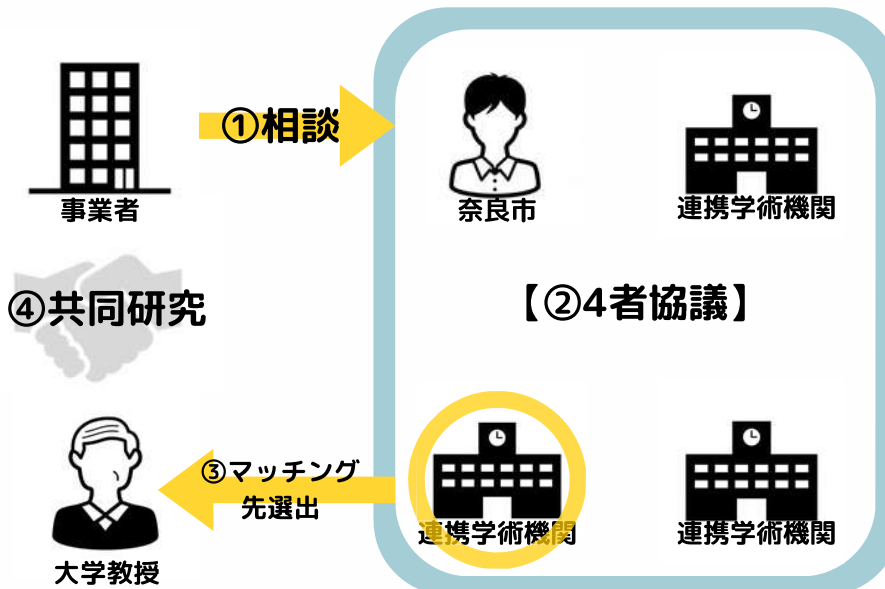 ①相談
事業者
奈良市
連携学術機関
④共同研究
【②4者協議】
③マッチング
先選出
連携学術機関
連携学術機関
大学教授